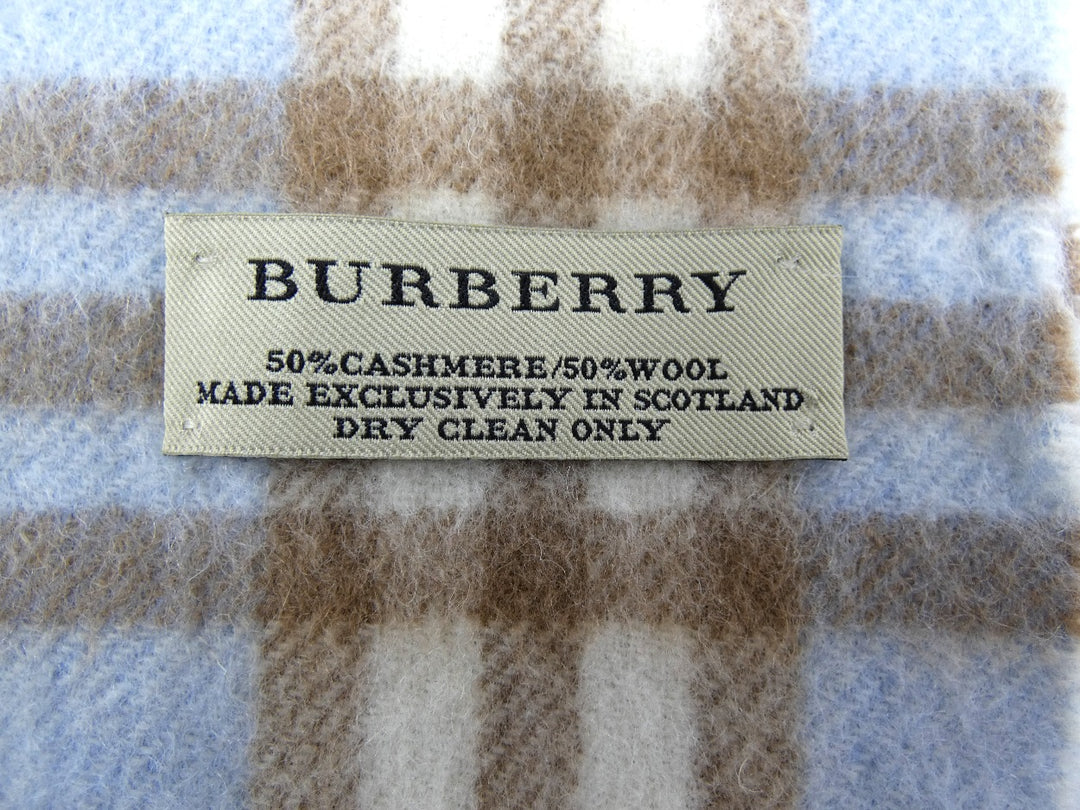 BURBERRY
50%CASHMERE/50%WOOL
MADE EXCLUSIVELY IN SCOTLAND
DRY CLEAN ONLY